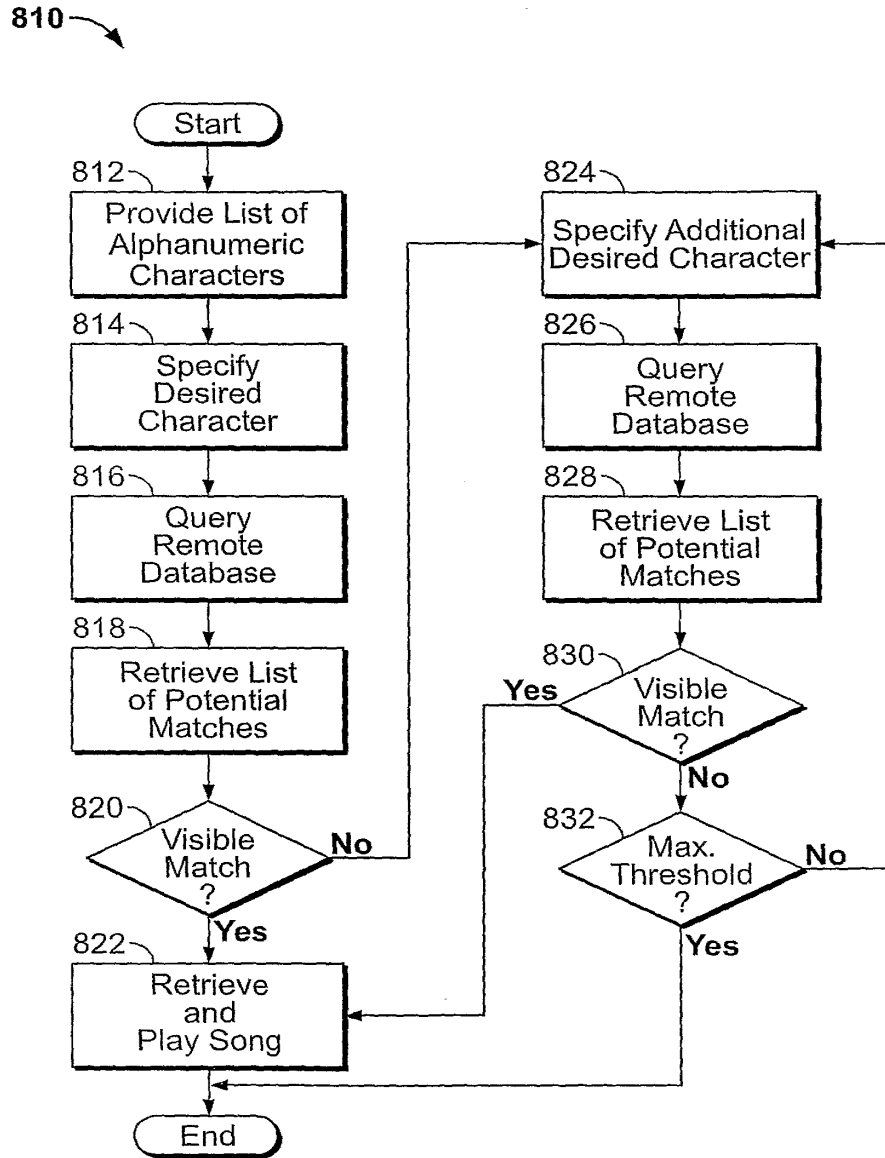 810
Start
812
Provide List of
Alphanumeric
Characters
814
Specify
Desired
Character
816
Query
Remote
Database
818
Retrieve List
of Potential
Matches
820
Visible
Match
?
No
Yes
822
Retrieve
and
Play Song
End
824
Specify Additional
Desired Character
826
Query
Remote
Database
828
Retrieve List
of Potential
Matches
830
Visible
Match
?
Yes
No
832
Max.
Threshold
?
No
Yes